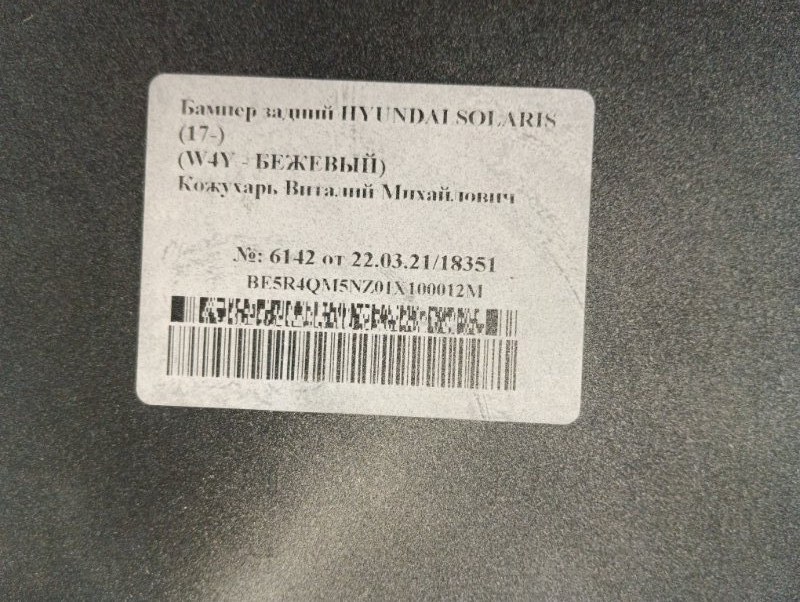 Бампер задний HYUNDAI SOLARIS
(17-)
(W4Y - БЕЖЕВЫЙ)
Кожухарь Виталий Михайлович
№: 6142 от 22.03.21/18351
BE5R4QM5NZ01X100012M